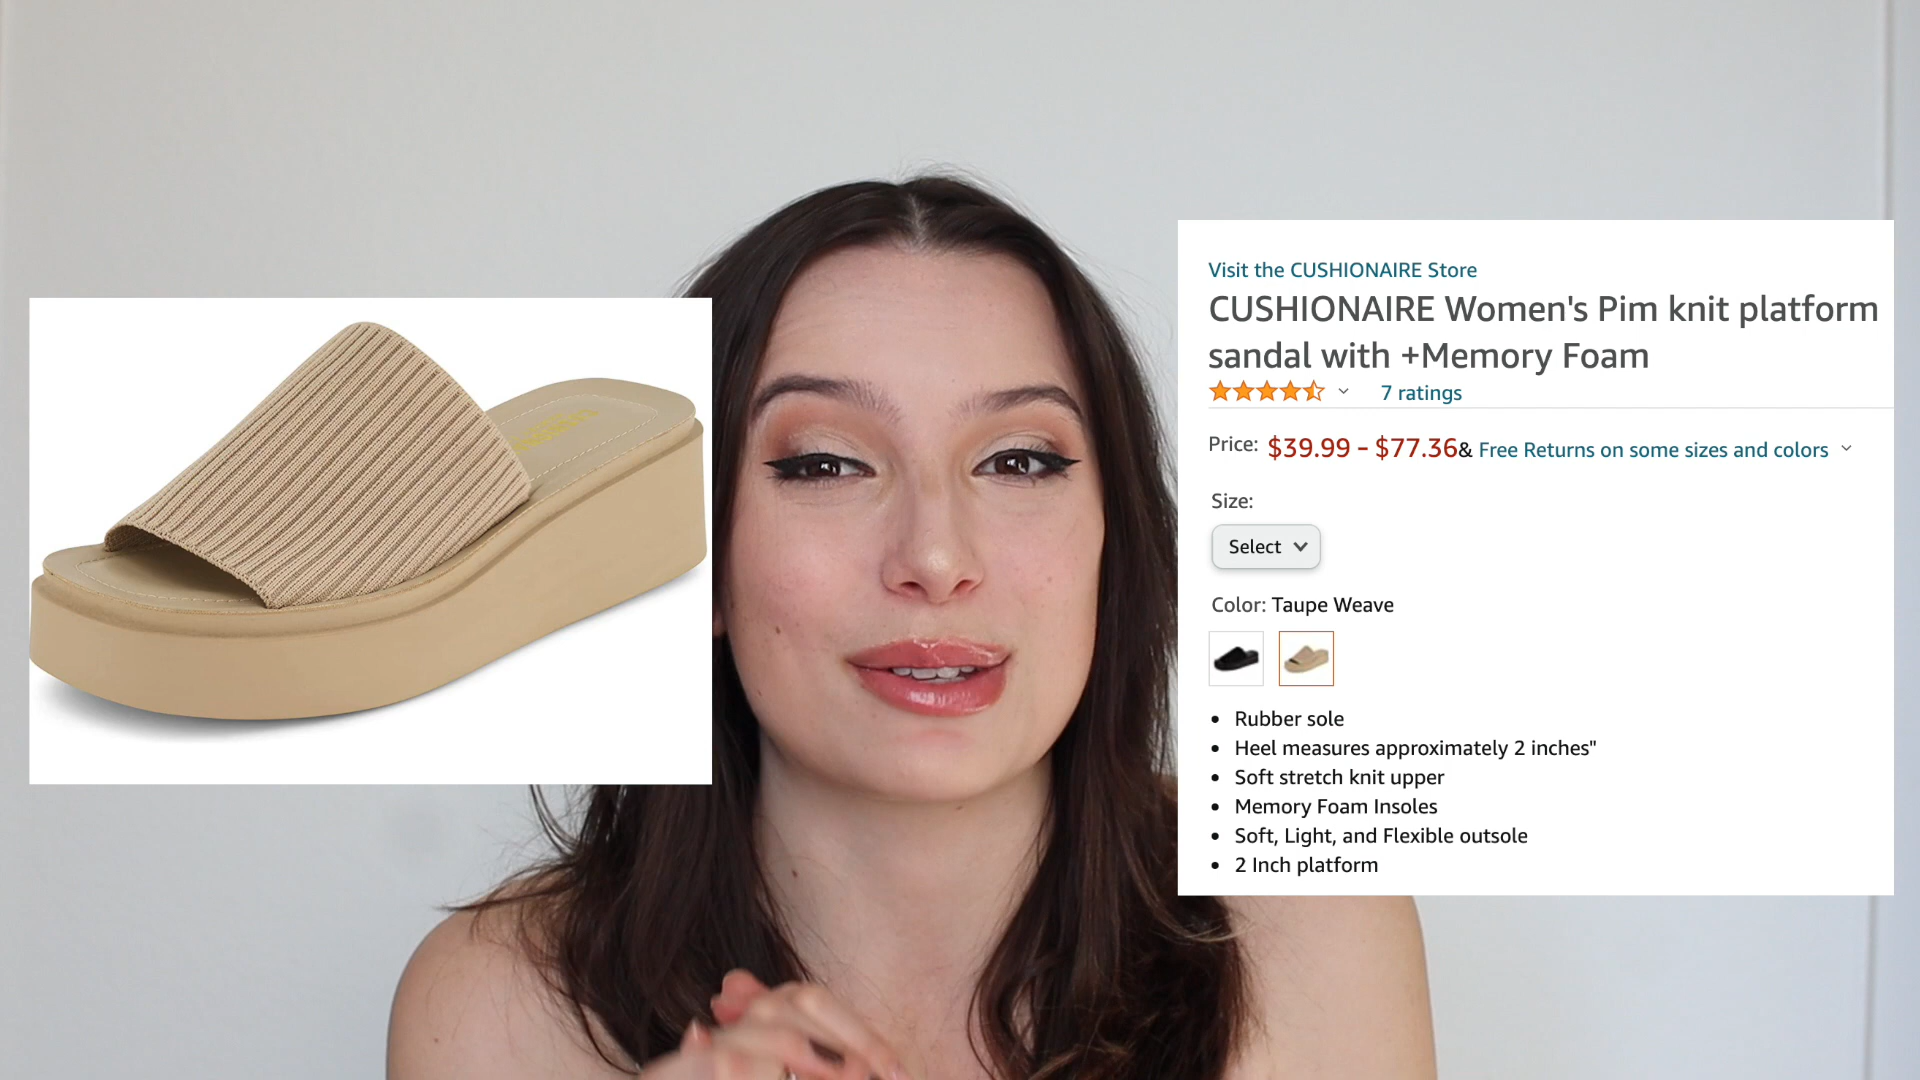 Visit the CUSHIONAIRE Store
CUSHIONAIRE Women's Pim knit platform
sandal with +Memory Foam
7 ratings
Price: $39.99 - $77.36& Free Returns on some sizes and colors
Size:
Select
Color: Taupe Weave
• Rubber sole
• Heel measures approximately 2 inches"
• Soft stretch knit upper
• Memory Foam Insoles
• Soft, Light, and Flexible outsole
• 2 Inch platform